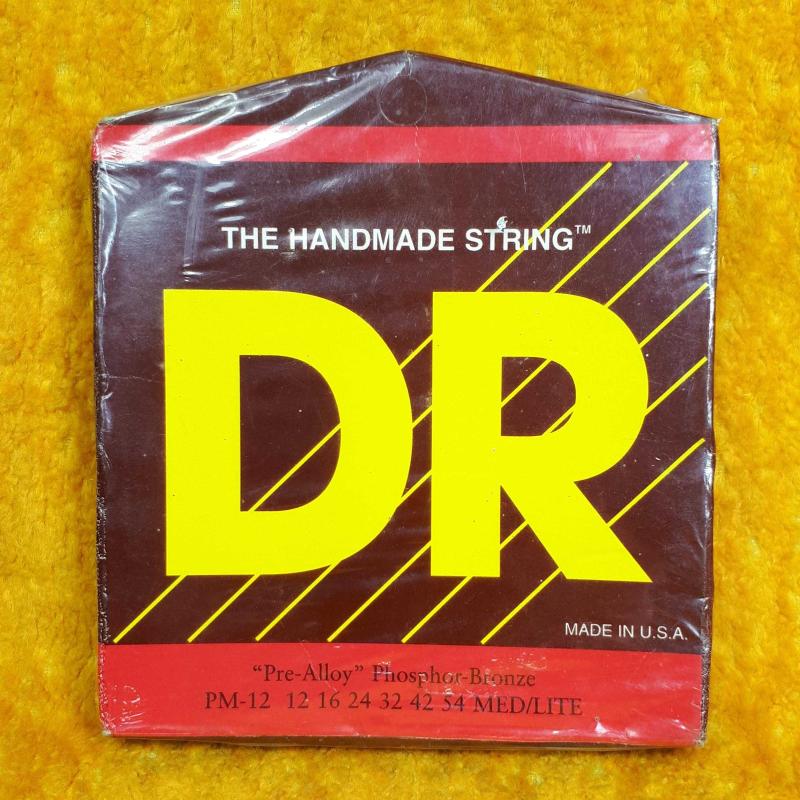 THE HANDMADE STRING™
DR
MADE IN U.S.A.
“Pre-Alloy” Phosphor-Bronze
PM-12 12 16 24 32 42 54 MED/LITE